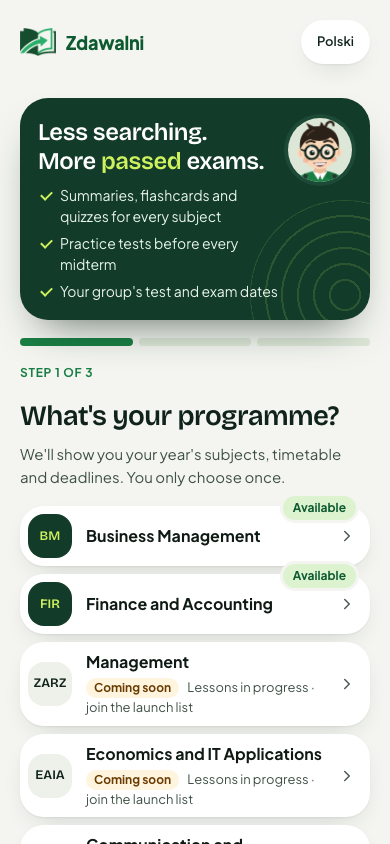 Zdawalni
Polski
Less searching.
More passed exams.
Summaries, flashcards and
quizzes for every subject
Practice tests before every
midterm
Your group's test and exam dates
STEP 1 OF 3
What's your programme?
We'll show you your year's subjects, timetable
and deadlines. You only choose once.
Available
BM
Business Management
Available
FIR
Finance and Accounting
ZARZ
Management
Coming soon Lessons in progress ·
join the launch list
EAIA
Economics and IT Applications
Coming soon Lessons in progress ·
join the launch list
Communication and